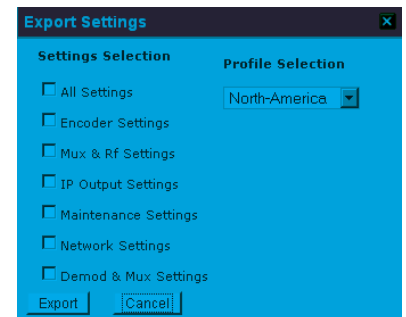 Export Settings
Settings Selection
Profile Selection
All Settings
North-America
Encoder Settings
Mux & Rf Settings
IP Output Settings
Maintenance Settings
Network Settings
Demod & Mux Settings
Export Cancel